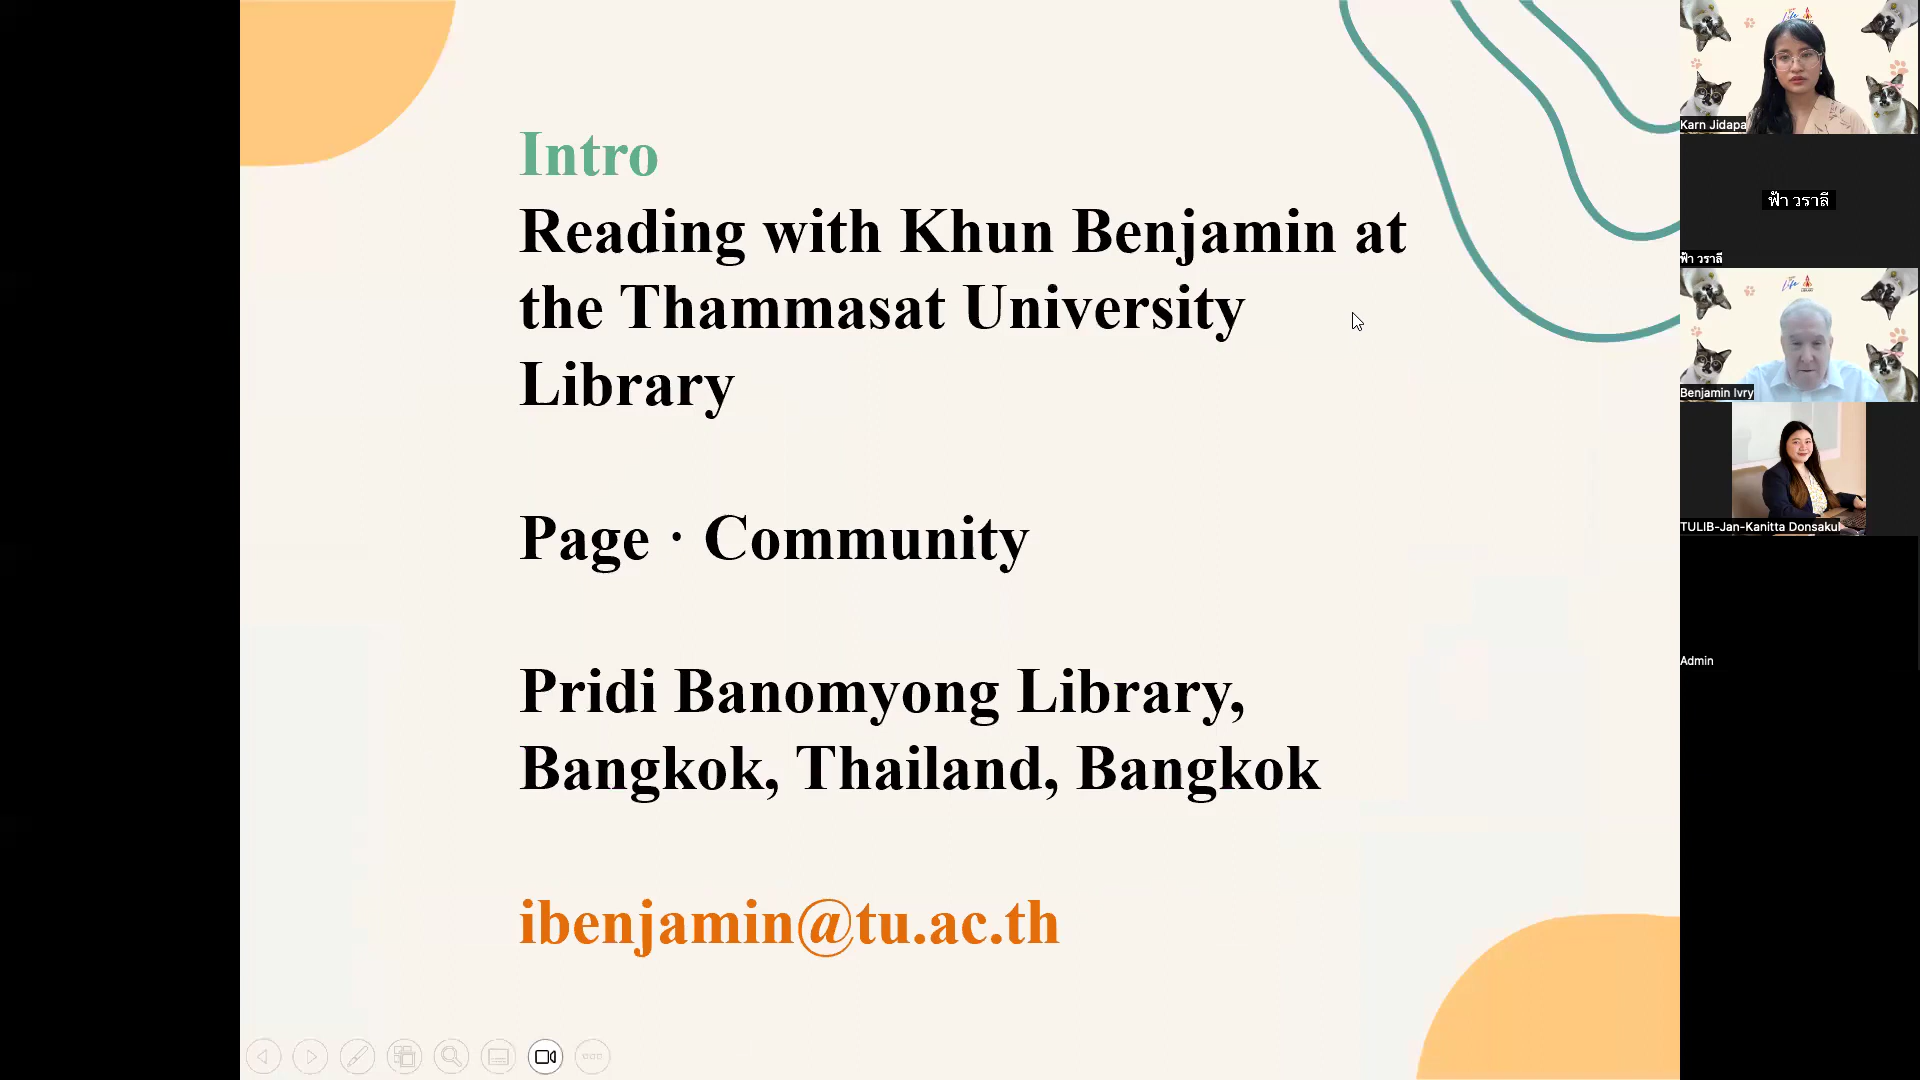 Intro
Reading with Khun Benjamin at
the Thammasat University
Library
Page · Community
Pridi Banomyong Library,
Bangkok, Thailand, Bangkok
ibenjamin@tu.ac.th
Karn Jidapa
ฟ้า วราลี
ฟ้า วราลี
Benjamin Ivry
TULIB-Jan-Kanitta Donsakul
Admin